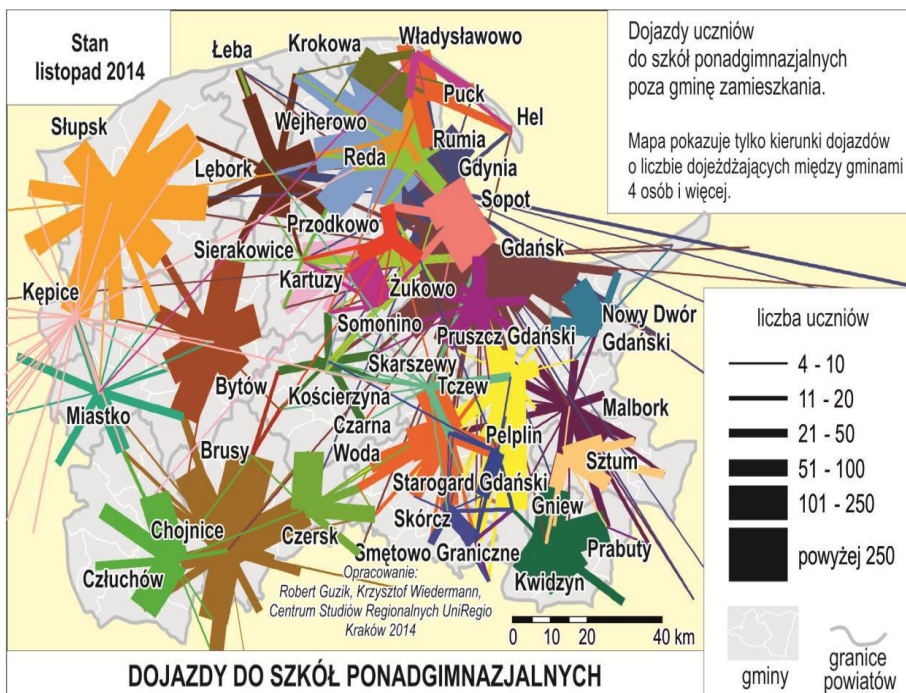 Stan
listopad 2014
Dojazdy uczniów
do szkół ponadgimnazjalnych
poza gminę zamieszkania.
Mapa pokazuje tylko kierunki dojazdów
o liczbie dojeżdżających między gminami
4 osób i więcej.
Łeba
Krokowa
Władysławowo
Puck
Hel
Słupsk
Wejherowo
Rumia
Lębork
Reda
Gdynia
Sopot
Przodkowo
Sierakowice
Gdańsk
Kartuzy
Żukowo
Kępice
Somonino
Pruszcz Gdański
Nowy Dwór
Gdański
Skarszewy
Tczew
Bytów
Kościerzyna
Malbork
Miastko
Czarna
Woda
Pelplin
Brusy
Sztum
Starogard Gdański
Chojnice
Czersk
Skórcz
Gniew
Prabuty
Człuchów
Smętowo Graniczne
Kwidzyn
Opracowanie:
Robert Guzik, Krzysztof Wiedermann,
Centrum Studiów Regionalnych UniRegio
Kraków 2014
0 10 20 40 km
liczba uczniów
4 - 10
11 - 20
21 - 50
51 - 100
101 - 250
powyżej 250
gminy
granice
powiatów
DOJAZDY DO SZKÓŁ PONADGIMNAZJALNYCH